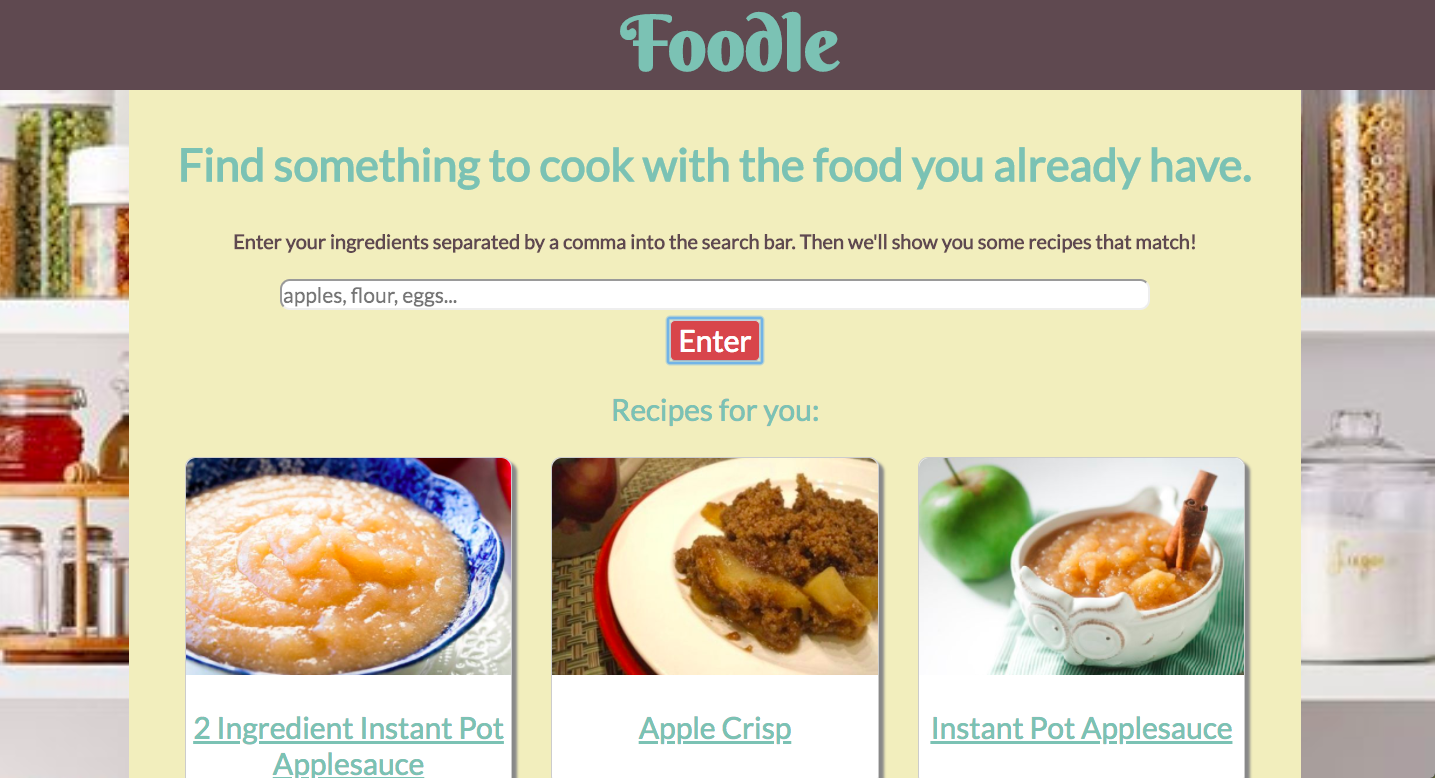 Foodle
Find something to cook with the food you already have.
Enter your ingredients separated by a comma into the search bar. Then we'll show you some recipes that match!
apples, flour, eggs...
Enter
Recipes for you:
2 Ingredient Instant Pot
Applesauce
Apple Crisp
Instant Pot Applesauce
Sugar